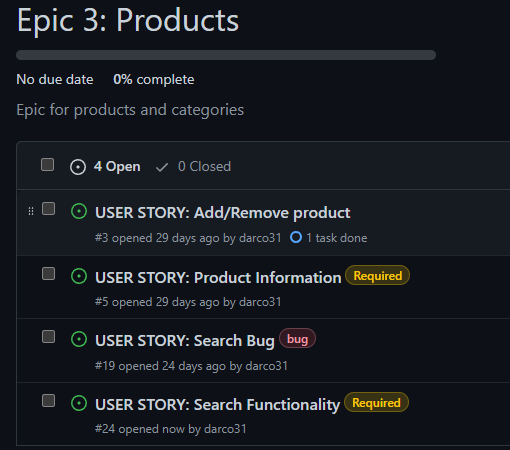 Epic 3: Products
No due date 0% complete
Epic for products and categories
4 Open 0 Closed
USER STORY: Add/Remove product
#3 opened 29 days ago by darco31 1 task done
USER STORY: Product Information Required
#5 opened 29 days ago by darco31
USER STORY: Search Bug bug
#19 opened 24 days ago by darco31
USER STORY: Search Functionality Required
#24 opened now by darco31